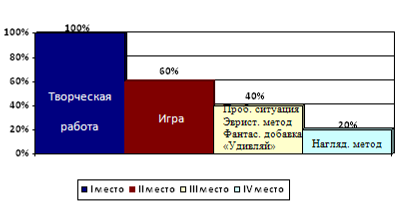 100%
100%
80%
60%
60%
40%
40%
20%
20%
0%
Творческая
работа
Игра
Проб. ситуация
Эврист. метод
Фантас. добавка
«Удивляй»
Нагляд. метод
I место II место III место IV место